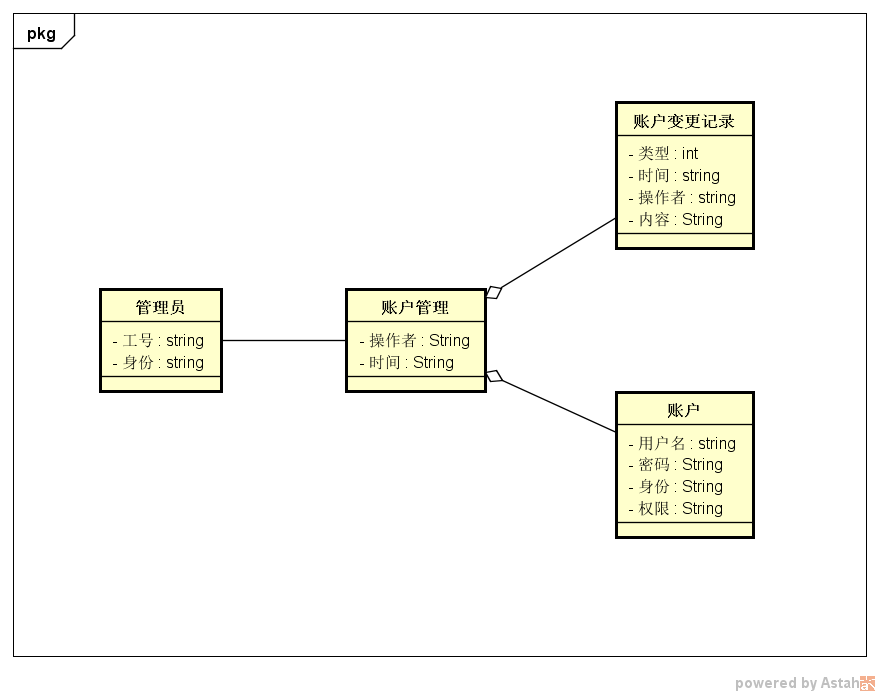 pkg
账户变更记录
- 类型 : int
- 时间 : string
- 操作者 : string
- 内容 : String
管理员
- 工号 : string
- 身份 : string
账户管理
- 操作者 : String
- 时间 : String
账户
- 用户名 : string
- 密码 : String
- 身份 : String
- 权限 : String
powered by Astah